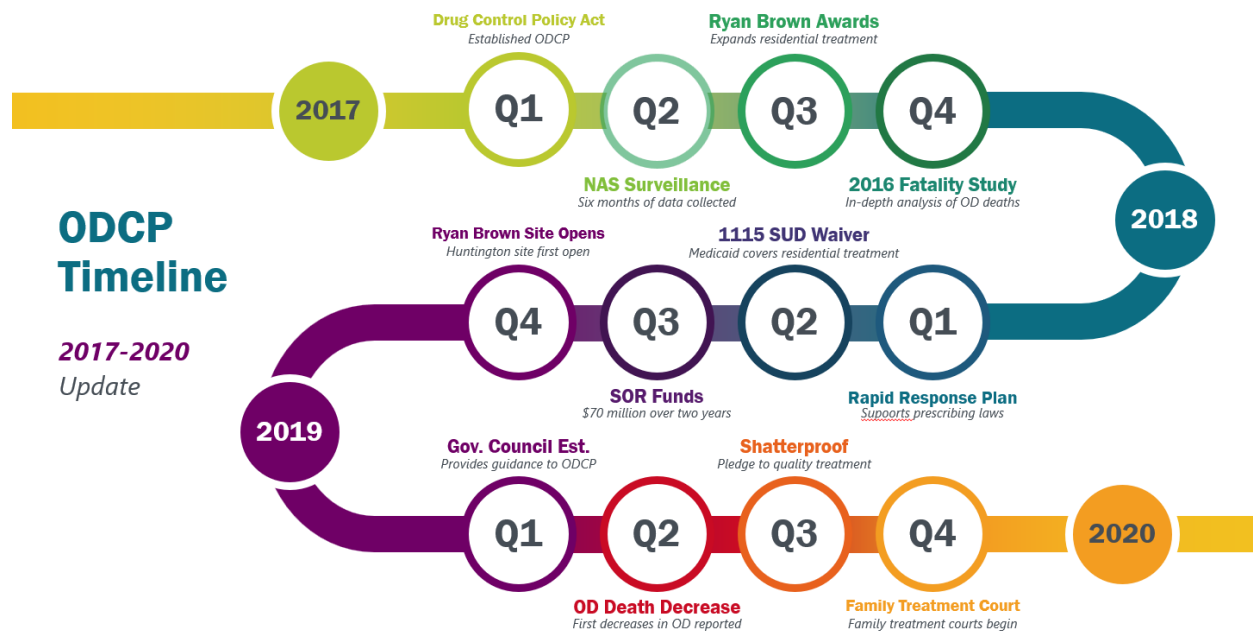 ODCP
Timeline
2017-2020
Update
2017
Drug Control Policy Act
Established ODCP
Q1
Q2
NAS Surveillance
Six months of data collected
Ryan Brown Awards
Expands residential treatment
Q3
Q4
2016 Fatality Study
In-depth analysis of OD deaths
2018
Q1
Rapid Response Plan
Supoorts prescribing laws
1115 SUD Waiver
Medicaid covers residential treatment
Q2
Q3
SOR Funds
$70 million over two years
Ryan Brown Site Opens
Huntington site first open
Q4
2019
Gov. Council Est.
Provides guidance to ODCP
Q1
Q2
OD Death Decrease
First decreases in OD reported
Shatterproof
Pledge to quality treatment
Q3
Q4
Family Treatment Court
Family treatment courts begin
2020